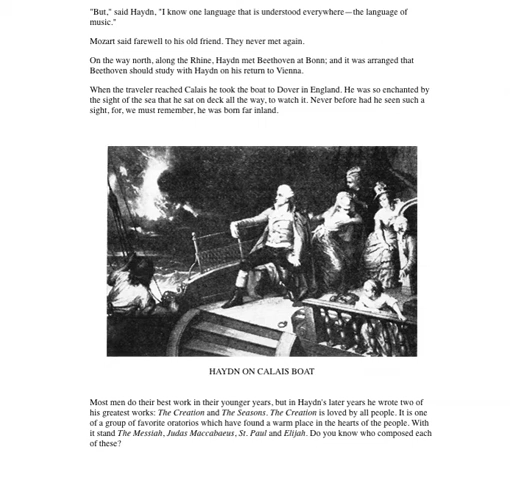 "But," said Haydn, "I know one language that is understood everywhere—the language of
music."
Mozart said farewell to his old friend. They never met again.
On the way north, along the Rhine, Haydn met Beethoven at Bonn; and it was arranged that
Beethoven should study with Haydn on his return to Vienna.
When the traveler reached Calais he took the boat to Dover in England. He was so enchanted by
the sight of the sea that he sat on deck all the way, to watch it. Never before had he seen such a
sight, for, we must remember, he was born far inland.
HAYDN ON CALAIS BOAT
Most men do their best work in their younger years, but in Haydn's later years he wrote two of
his greatest works: The Creation and The Seasons. The Creation is loved by all people. It is one
of a group of favorite oratorios which have found a warm place in the hearts of the people. With
it stand The Messiah, Judas Maccabaeus, St. Paul and Elijah. Do you know who composed each
of these?